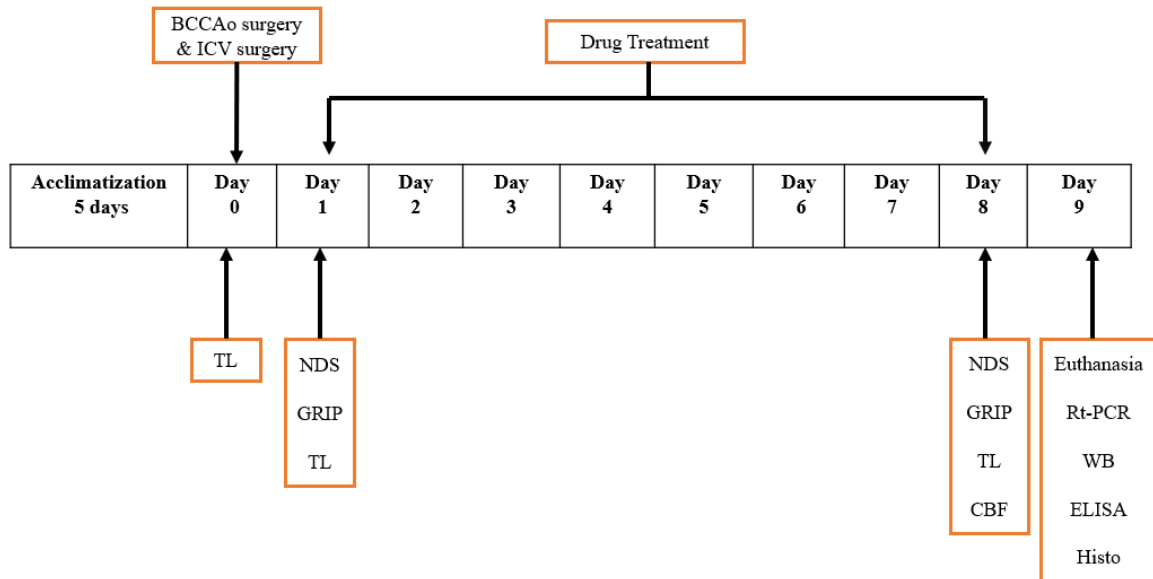 BCCAo surgery
& ICV surgery
Drug Treatment
Acclimatization
5 days
Day
0
Day
1
Day
2
Day
3
Day
4
Day
5
Day
6
Day
7
Day
8
Day
9
TL
NDS
GRIP
TL
NDS
GRIP
TL
CBF
Euthanasia
Rt-PCR
WB
ELISA
Histo